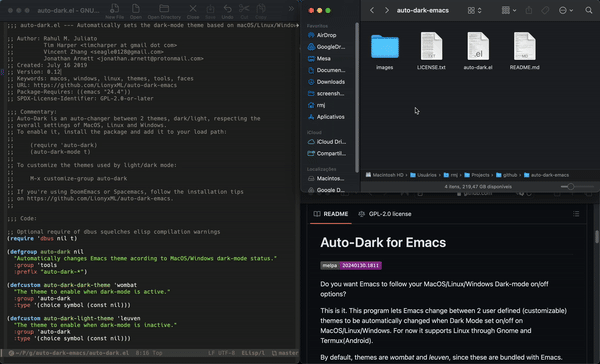 auto-dark.el - GNU...
New File
Open
Open Directory
Close
Save
Undo
Cut
;;; auto-dark.el --- Automatically sets the dark-mode theme based on macOS/Linux/Window
;; Author: Rahul M. Juliato
;; Tim Harper <timcharper at gmail dot com>
;; Vincent Zhang <seagle0128@gmail.com>
;; Jonathan Arnett <jonathan.arnett@protonmail.com>
;; Created: July 16 2019
;; Version: 0.12
;; Keywords: macos, windows, linux, themes, tools, faces
;; URL: https://github.com/LionyxML/auto-dark-emacs
;; Package-Requires: ((emacs "24.4"))
;; SPDX-License-Identifier: GPL-2.0-or-later
;;; Commentary:
;; Auto-Dark is an auto-changer between 2 themes, dark/light, respecting the
;; overall settings of MacOS, Linux and Windows.
;; To enable it, install the package and add it to your load path:
;;
;; (require 'auto-dark)
;; (auto-dark-mode t)
;;
;; To customize the themes used by light/dark mode:
;;
;; M-x customize-group auto-dark
;;
;; If you're using DoomEmacs or Spacemacs, follow the installation tips
;; on https://github.com/LionyxML/auto-dark-emacs.
;;; Code:
;; Optional require of dbus squelches elisp compilation warnings
(require 'dbus nil t)
(defgroup auto-dark nil
"Automatically changes Emacs theme acording to MacOS/Windows dark-mode status."
:group 'tools
:prefix "auto-dark-*")
(defcustom auto-dark-dark-theme 'wombat
"The theme to enable when dark-mode is active."
:group 'auto-dark
:type '(choice symbol (const nil)))
(defcustom auto-dark-light-theme 'leuven
"The theme to enable when dark-mode is inactive."
:group 'auto-dark
:type '(choice symbol (const nil)))
~/P/g/auto-dark-emacs/auto-dark.el 8:18 Top
LF UTF-8 ELisp/l master
Favoritos
AirDrop
GoogleDr...
Mesa
Documen...
Downloads
screensh...
rmj
Aplicativos
iCloud
iCloud Dri...
Compartil...
Localizações
Macintos...
Google D...
auto-dark-emacs
images
LICENSE.txt
auto-dark.el
README.md
Macintosh HD › Usuários › rmj › Projects › github › auto-dark-emacs
4 itens, 219,47 GB disponíveis
README
GPL-2.0 license
Auto-Dark for Emacs
melpa 20240130.1811
Do you want Emacs to follow your MacOS/Linux/Windows Dark-mode on/off
options?
This is it. This program lets Emacs change between 2 user defined (customizable)
themes to be automatically changed when Dark Mode set on/off on
MacOS/Linux/Windows. For now it supports Linux through Gnome and
Termux(Android).
By default, themes are wombat and leuven, since these are bundled with Emacs.